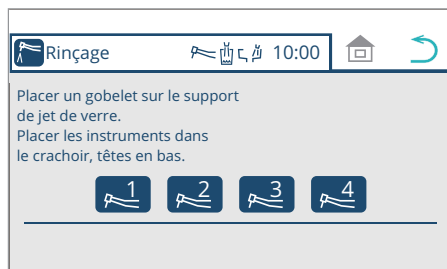 Rinçage 10:00
Placer un gobelet sur le support
de jet de verre.
Placer les instruments dans
le crachoir, têtes en bas.
1 2 3 4